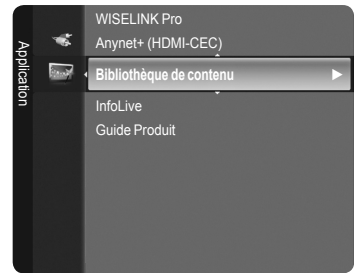 Application
WISELINK Pro
Anynet+ (HDMI-CEC)
Bibliothèque de contenu
InfoLive
Guide Produit